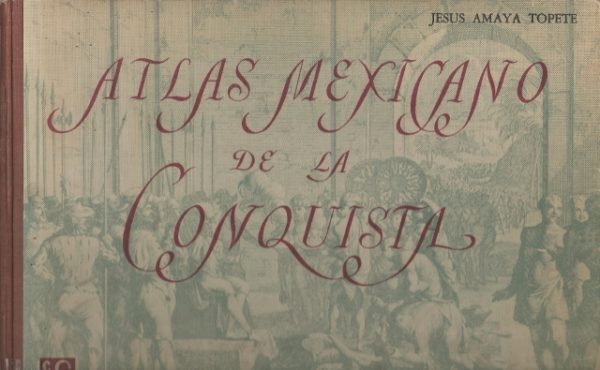 JESUS AMAYA TOPETE
ATLAS MEXICANO
DE LA
CONQUISTA